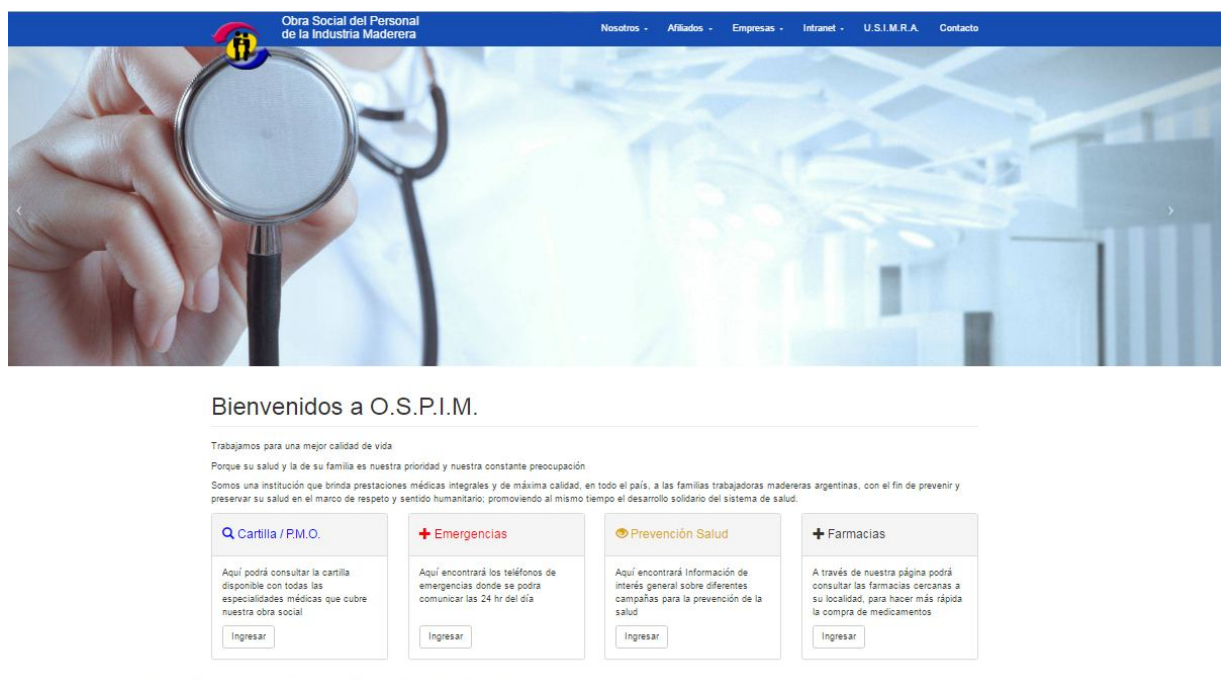 Obra Social del Personal
de la Industria Maderera
Nosotros - Afiliados - Empresas - Intranet - U.S.I.M.R.A. Contacto
Bienvenidos a O.S.P.I.M.
Trabajamos para una mejor calidad de vida
Porque su salud y la de su familia es nuestra prioridad y nuestra constante preocupación
Somos una institución que brinda prestaciones médicas integrales y de máxima calidad, en todo el país, a las familias trabajadoras madereras argentinas, con el fin de prevenir y
preservar su salud en el marco de respeto y sentido humanitario; promoviendo al mismo tiempo el desarrollo solidario del sistema de salud.
Cartilla / P.M.O.
Aquí podrá consultar la cartilla
disponible con todas las
especialidades médicas que cubre
nuestra obra social
Ingresar
Emergencias
Aquí encontrará los teléfonos de
emergencias donde se podra
comunicar las 24 hr del día
Ingresar
Prevención Salud
Aquí encontrará Información de
interés general sobre diferentes
campañas para la prevención de la
salud
Ingresar
Farmacias
A través de nuestra página podrá
consultar las farmacias cercanas a
su localidad, para hacer más rápida
la compra de medicamentos
Ingresar